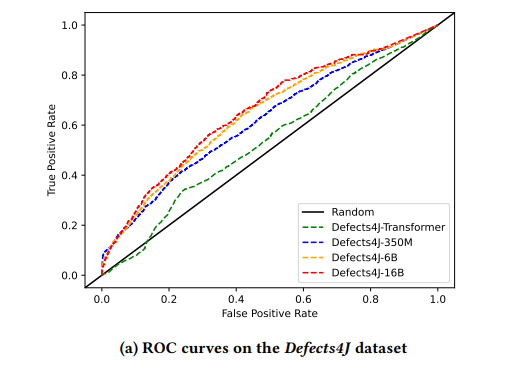 1.0
0.8
0.6
0.4
0.2
0.0
True Positive Rate
0.0 0.2 0.4 0.6 0.8 1.0
False Positive Rate
Random
Defects4J-Transformer
Defects4J-350M
Defects4J-6B
Defects4J-16B
(a) ROC curves on the Defects4J dataset